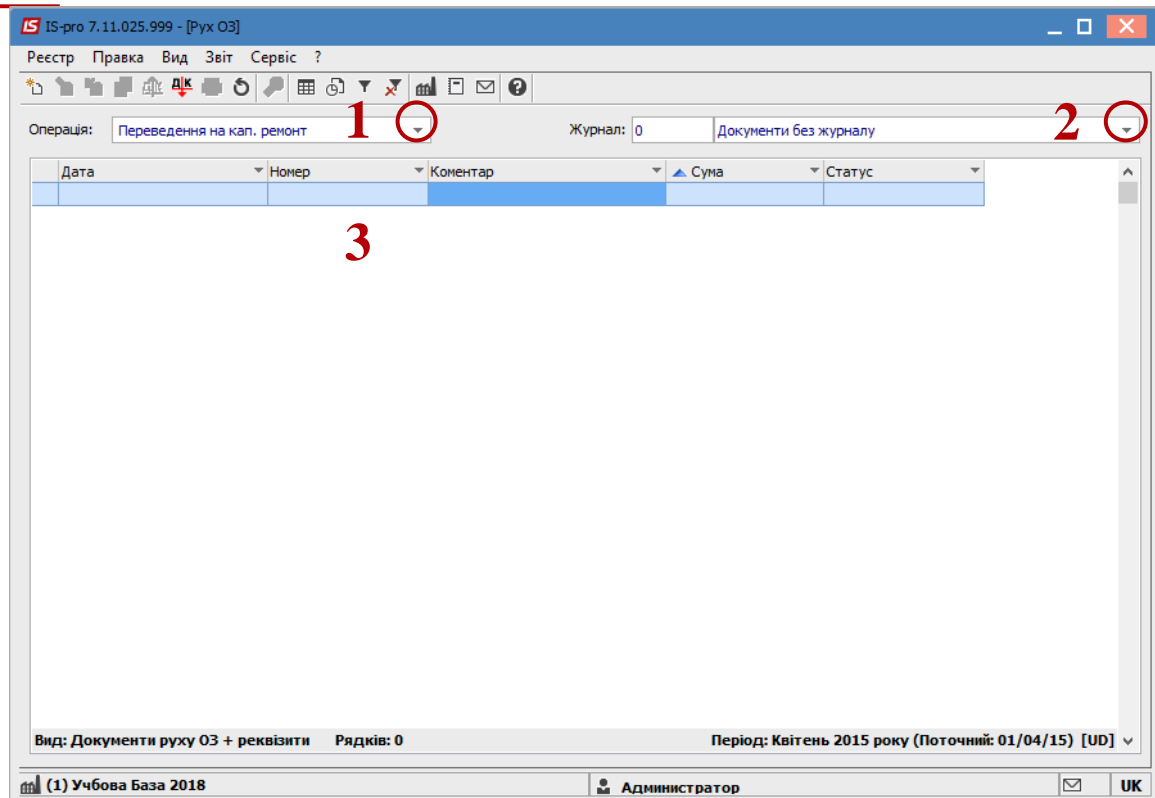 IS-pro 7.11.025.999 - [Рух ОЗ]
Реєстр Правка Вид Звіт Сервіс ?
Операція: Переведення на кап. ремонт 1 Журнал: 0 Документи без журналу 2
Дата Номер Коментар Сума Статус
3
Вид: Документи руху ОЗ + реквізити Рядків: 0 Період: Квітень 2015 року (Поточний: 01/04/15) [UD]
(1) Учбова База 2018 Администратор UK